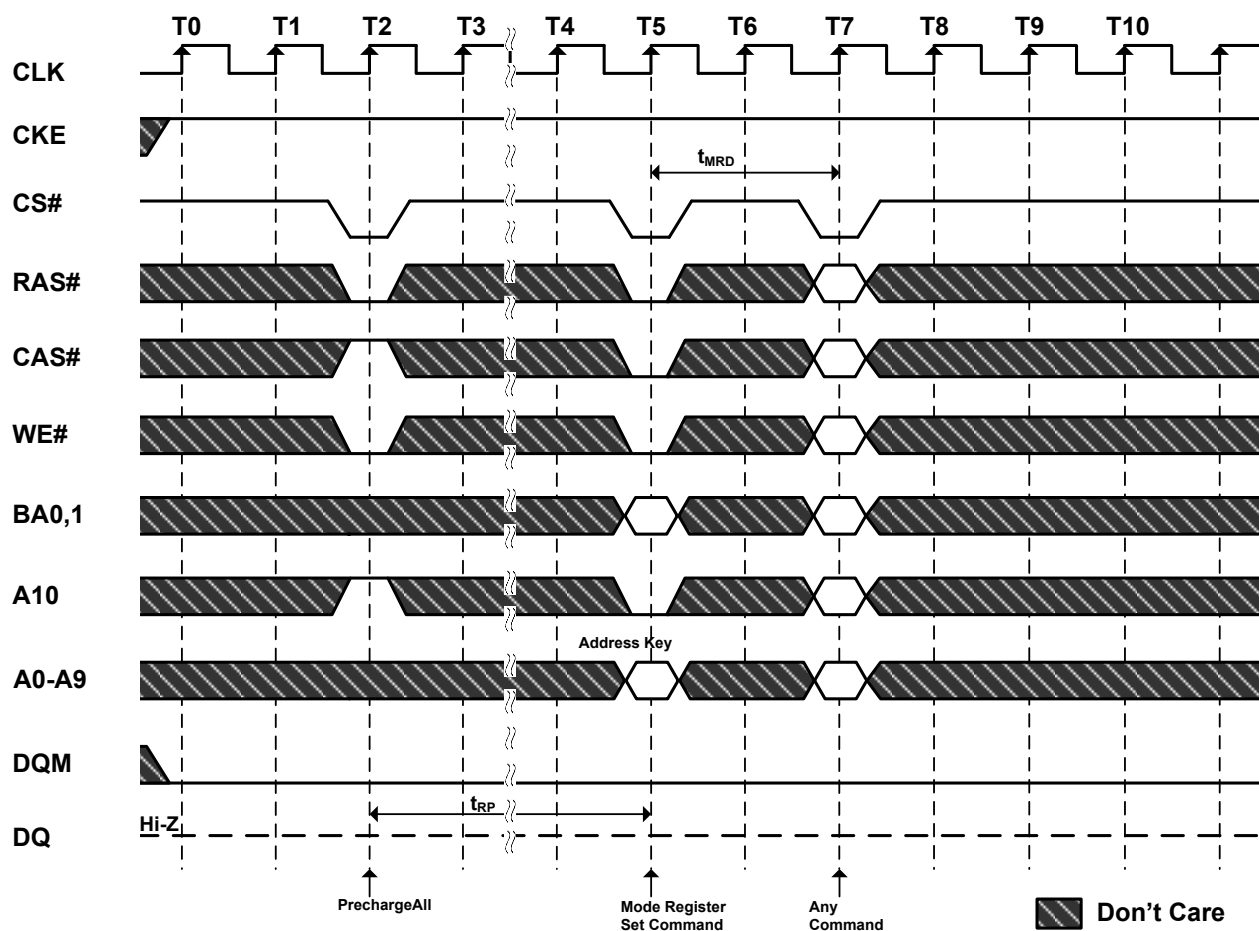 T0 T1 T2 T3 T4 T5 T6 T7 T8 T9 T10
CLK
CKE
tMRD
CS#
RAS#
CAS#
WE#
BA0,1
A10
Address Key
A0-A9
DQM
tRP
Hi-Z
DQ
PrechargeAll
Mode Register
Set Command
Any
Command
Don't Care